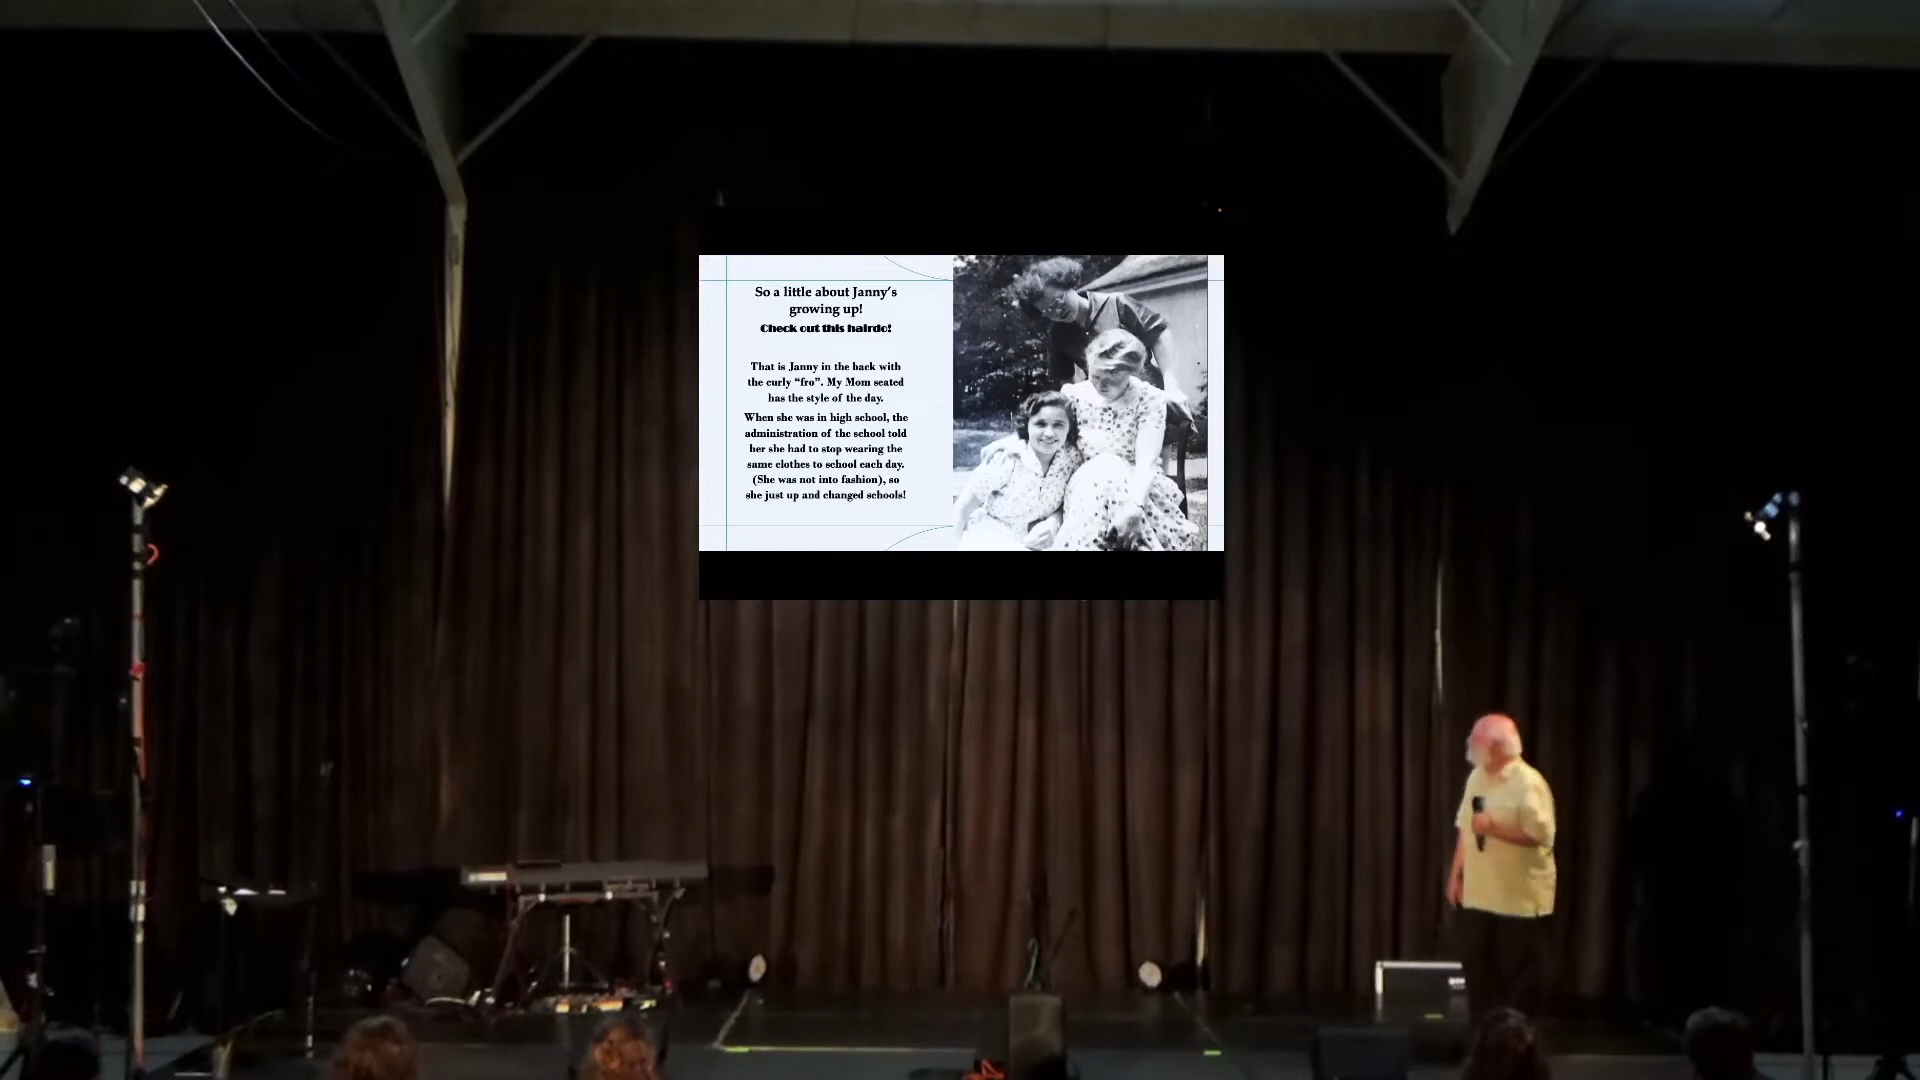 So a little about Janny's
growing up!
Check out this hairdo!
That is Janny in the back with
the curly “fro”. My Mom seated
has the style of the day.
When she was in high school, the
administration of the school told
her she had to stop wearing the
same clothes to school each day.
(She was not into fashion), so
she just up and changed schools!